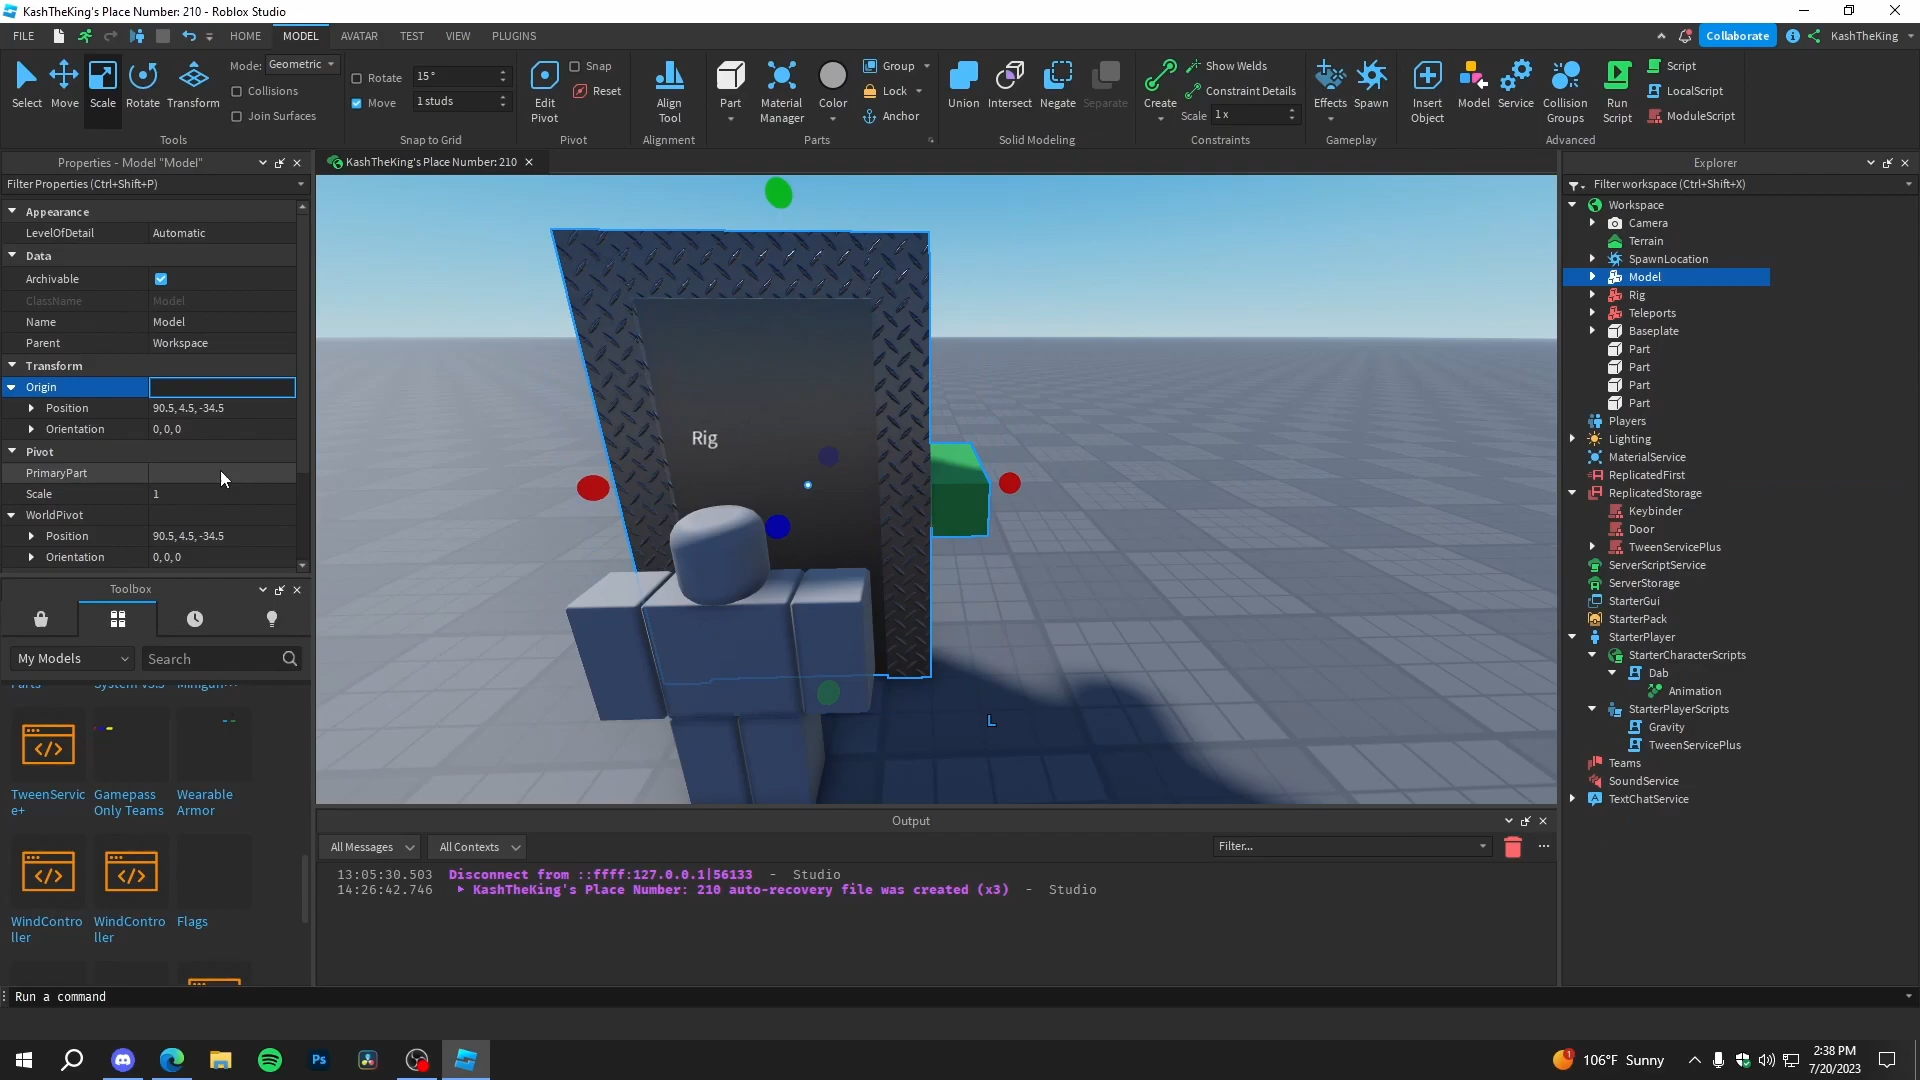 KashTheKing's Place Number: 210 - Roblox Studio
FILE HOME MODEL AVATAR TEST VIEW PLUGINS Collaborate KashTheKing
Select Move Scale Rotate Transform
Mode: Geometric
Collisions
Join Surfaces
Tools
Rotate 15°
Move 1 studs
Snap to Grid
Edit Pivot
Snap
Reset
Pivot
Align Tool
Alignment
Part
Material Manager
Color
Group
Lock
Anchor
Parts
Union Intersect Negate Separate
Solid Modeling
Create
Show Welds
Constraint Details
Scale 1 x
Constraints
Effects Spawn
Gameplay
Insert Object
Model
Service
Collision Groups
Run Script
Script
LocalScript
ModuleScript
Advanced
Properties - Model "Model"
Filter Properties (Ctrl+Shift+P)
Appearance
LevelOfDetail Automatic
Data
Archivable
ClassName Model
Name Model
Parent Workspace
Transform
Origin
Position 90.5, 4.5, -34.5
Orientation 0, 0, 0
Pivot
PrimaryPart
Scale 1
WorldPivot
Position 90.5, 4.5, -34.5
Orientation 0, 0, 0
Toolbox
My Models Search
TweenServic
e+
Gamepass
Only Teams
Wearable
Armor
WindContro
ller
WindContro
ller
Flags
KashTheKing's Place Number: 210
Rig
L
Output
All Messages All Contexts Filter...
13:05:30.503 Disconnect from ::ffff:127.0.0.1|56133 - Studio
14:26:42.746 KashTheKing's Place Number: 210 auto-recovery file was created (x3) - Studio
Explorer
Filter workspace (Ctrl+Shift+X)
Workspace
Camera
Terrain
SpawnLocation
Model
Rig
Teleports
Baseplate
Part
Part
Part
Part
Players
Lighting
MaterialService
ReplicatedFirst
ReplicatedStorage
Keybinder
Door
TweenServicePlus
ServerScriptService
ServerStorage
StarterGui
StarterPack
StarterPlayer
StarterCharacterScripts
Dab
Animation
StarterPlayerScripts
Gravity
TweenServicePlus
Teams
SoundService
TextChatService
Run a command
106°F Sunny
2:38 PM
7/20/2023